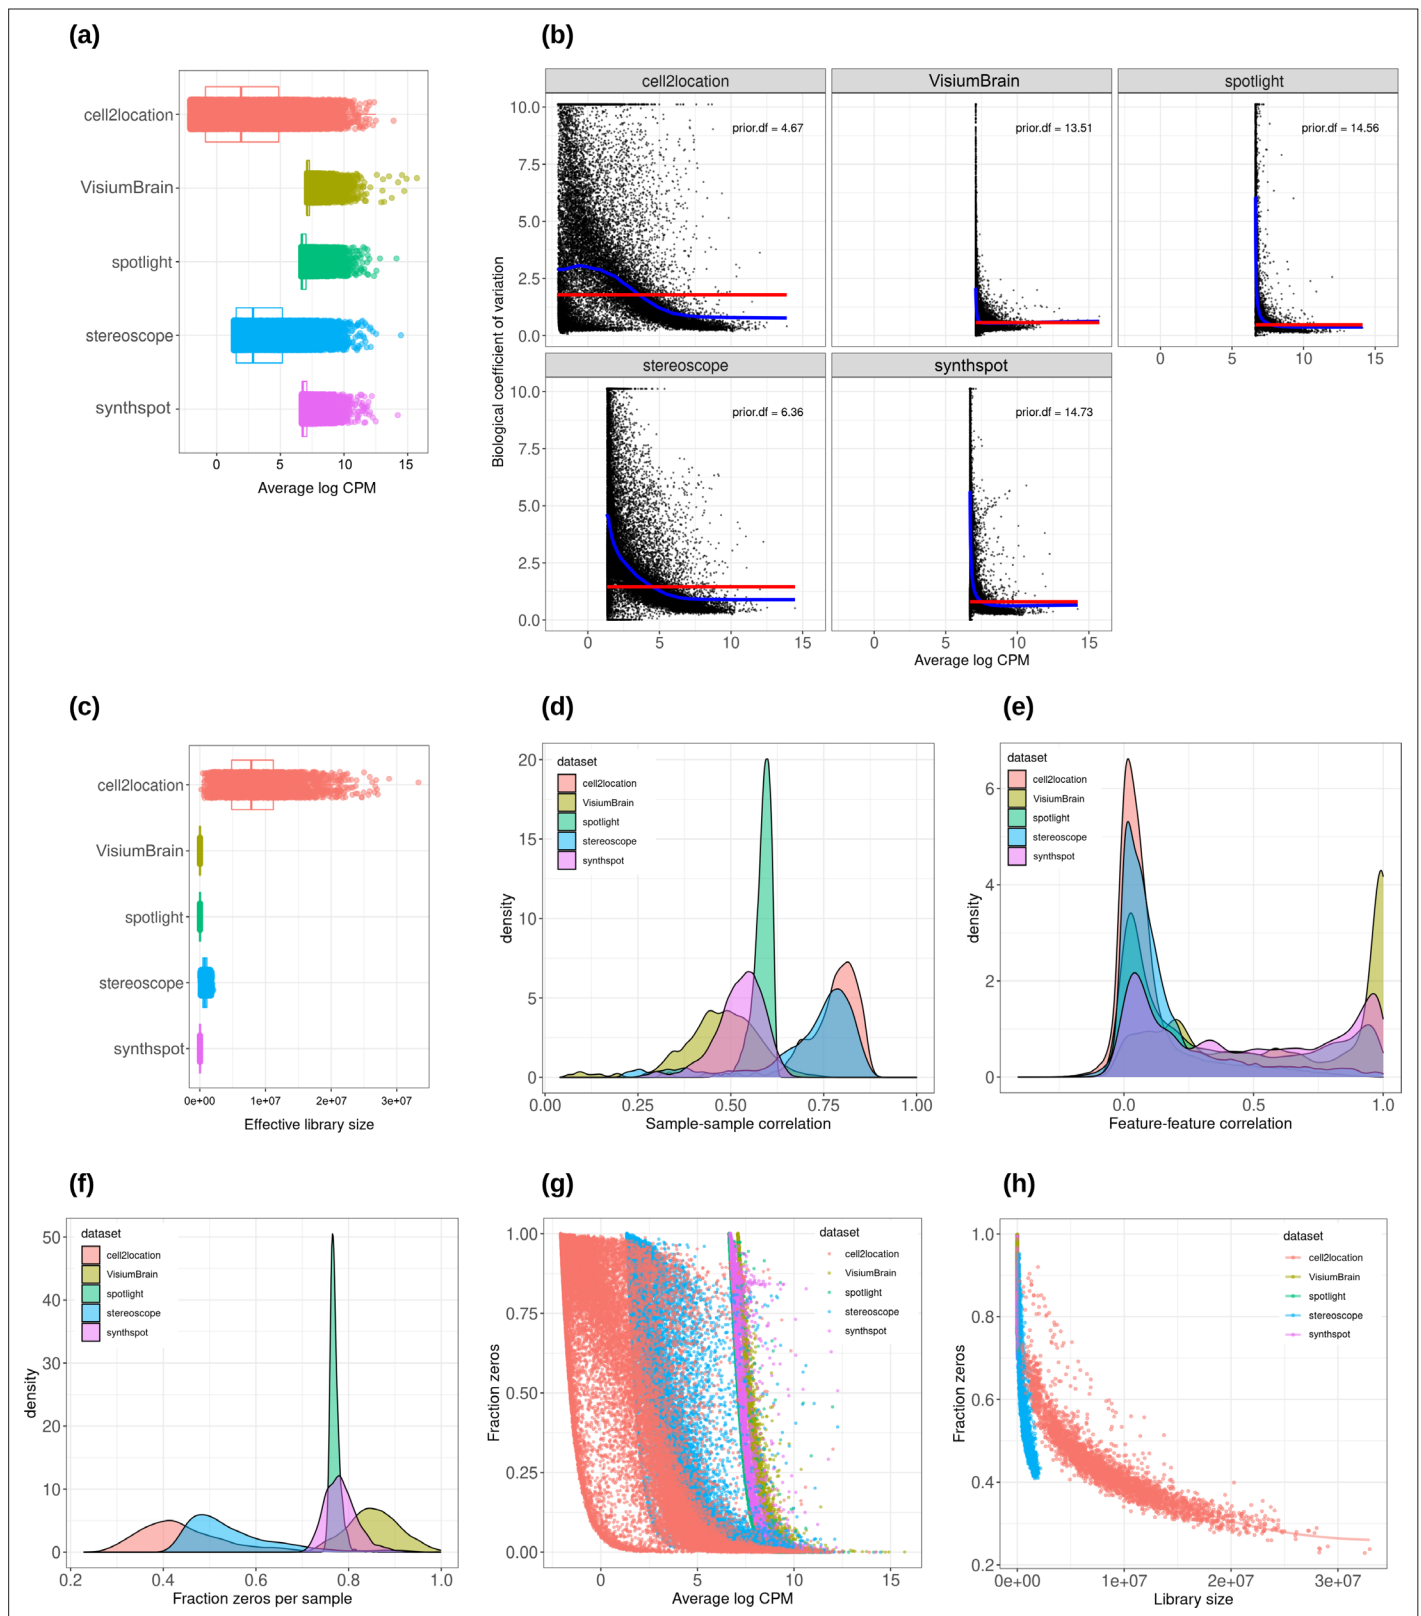 (a)
cell2location
VisiumBrain
spotlight
stereoscope
synthspot
0 5 10 15
Average log CPM
(b)
cell2location VisiumBrain spotlight
10.0
7.5
5.0
2.5
0.0
prior.df = 4.67
prior.df = 13.51
prior.df = 14.56
0 5 10 15
stereoscope synthspot
10.0
7.5
5.0
2.5
0.0
prior.df = 6.36
prior.df = 14.73
0 5 10 15
0 5 10 15
Biological coefficient of variation
Average log CPM
(c)
cell2location
VisiumBrain
spotlight
stereoscope
synthspot
0e+00 1e+07 2e+07 3e+07
Effective library size
(d)
dataset
cell2location
VisiumBrain
spotlight
stereoscope
synthspot
20
15
10
5
0
density
0.00 0.25 0.50 0.75 1.00
Sample-sample correlation
(e)
dataset
cell2location
VisiumBrain
spotlight
stereoscope
synthspot
6
4
2
0
density
0.0 0.5 1.0
Feature-feature correlation
(f)
dataset
cell2location
VisiumBrain
spotlight
stereoscope
synthspot
50
40
30
20
10
0
density
0.2 0.4 0.6 0.8 1.0
Fraction zeros per sample
(g)
dataset
cell2location
VisiumBrain
spotlight
stereoscope
synthspot
1.00
0.75
0.50
0.25
0.00
Fraction zeros
0 5 10 15
Average log CPM
(h)
dataset
cell2location
VisiumBrain
spotlight
stereoscope
synthspot
1.0
0.8
0.6
0.4
0.2
Fraction zeros
0e+00 1e+07 2e+07 3e+07
Library size